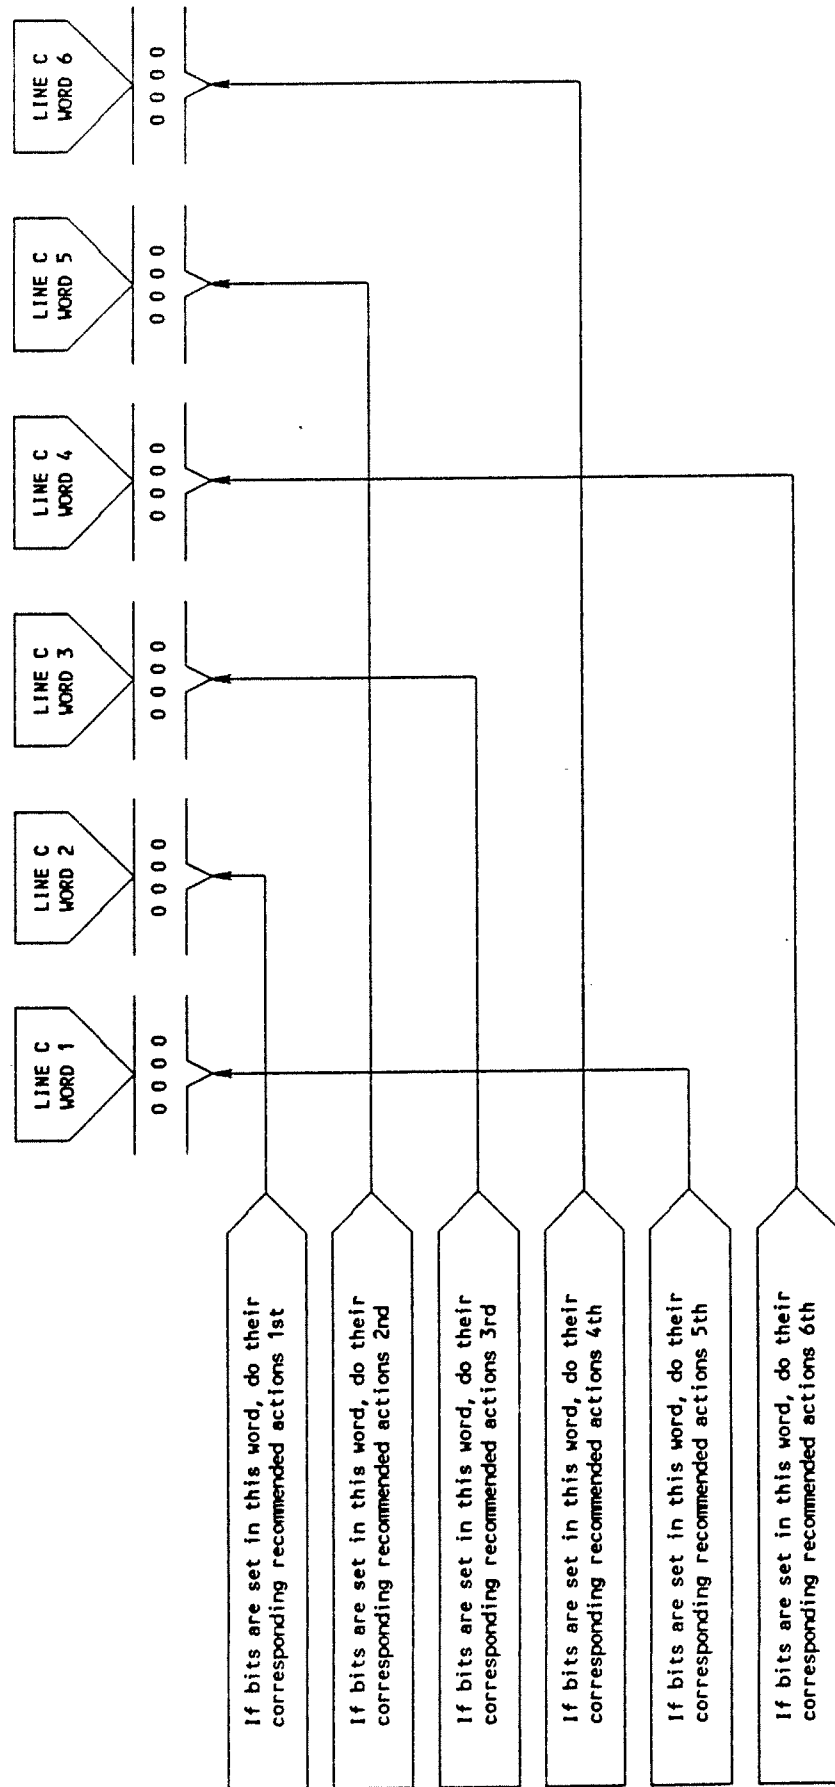 LINE C
WORD 1
LINE C
WORD 2
LINE C
WORD 3
LINE C
WORD 4
LINE C
WORD 5
LINE C
WORD 6
0 0 0 0
0 0 0 0
0 0 0 0
0 0 0 0
0 0 0 0
0 0 0 0
If bits are set in this word, do their
corresponding recommended actions 1st
If bits are set in this word, do their
corresponding recommended actions 2nd
If bits are set in this word, do their
corresponding recommended actions 3rd
If bits are set in this word, do their
corresponding recommended actions 4th
If bits are set in this word, do their
corresponding recommended actions 5th
If bits are set in this word, do their
corresponding recommended actions 6th